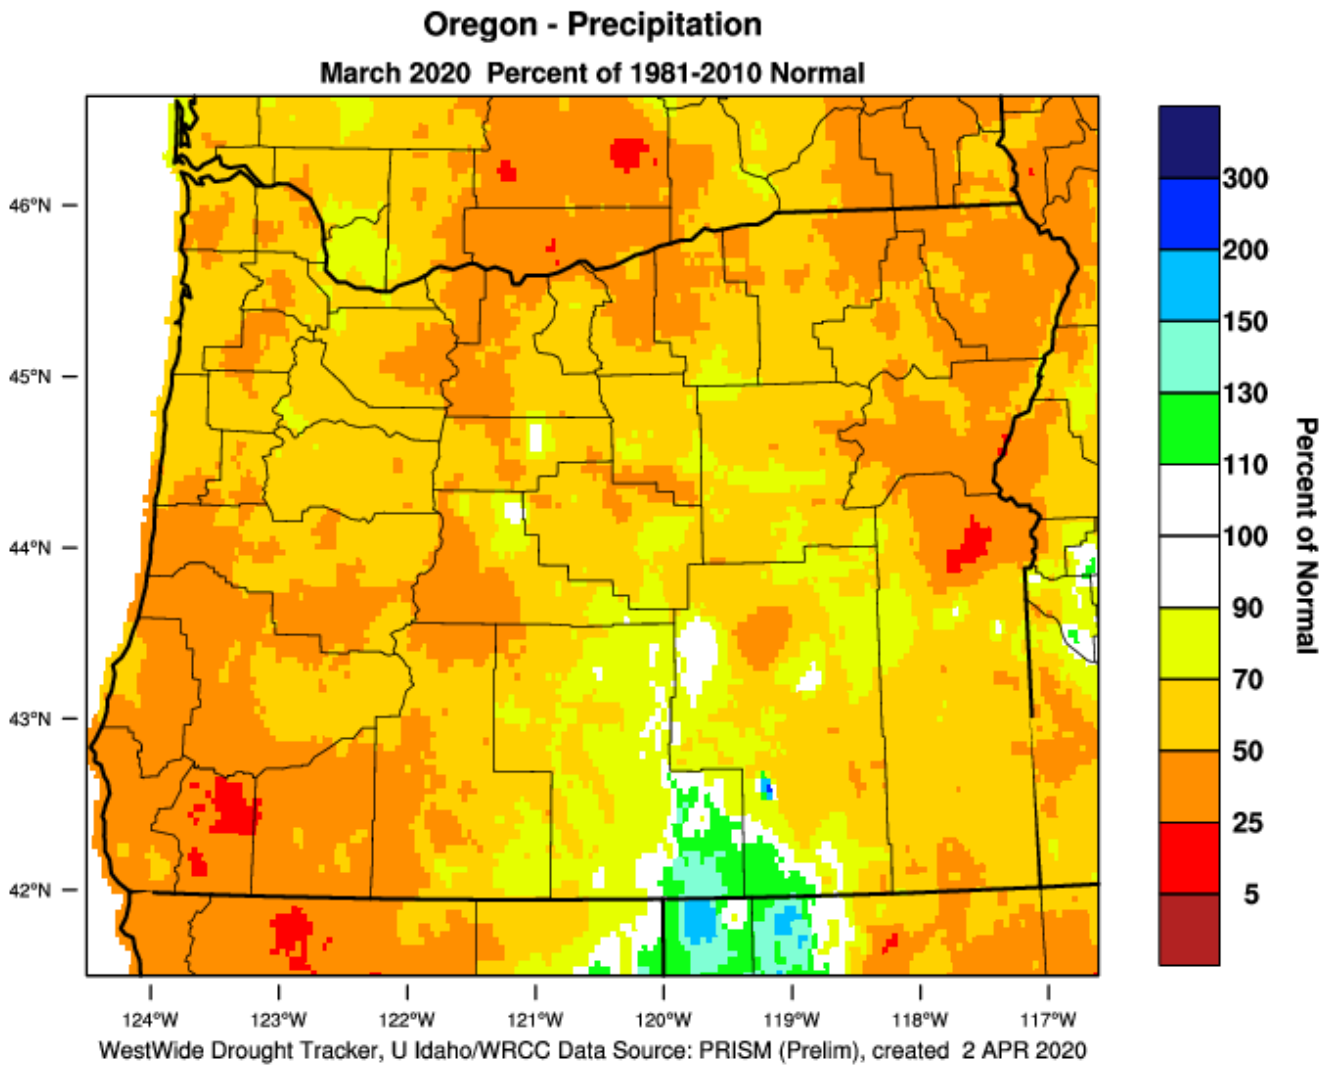 Oregon - Precipitation
March 2020 Percent of 1981-2010 Normal
46°N
45°N
44°N
43°N
42°N
124°W 123°W 122°W 121°W 120°W 119°W 118°W 117°W
300
200
150
130
110
100
90
70
50
25
5
Percent of Normal
WestWide Drought Tracker, U Idaho/WRCC Data Source: PRISM (Prelim), created 2 APR 2020